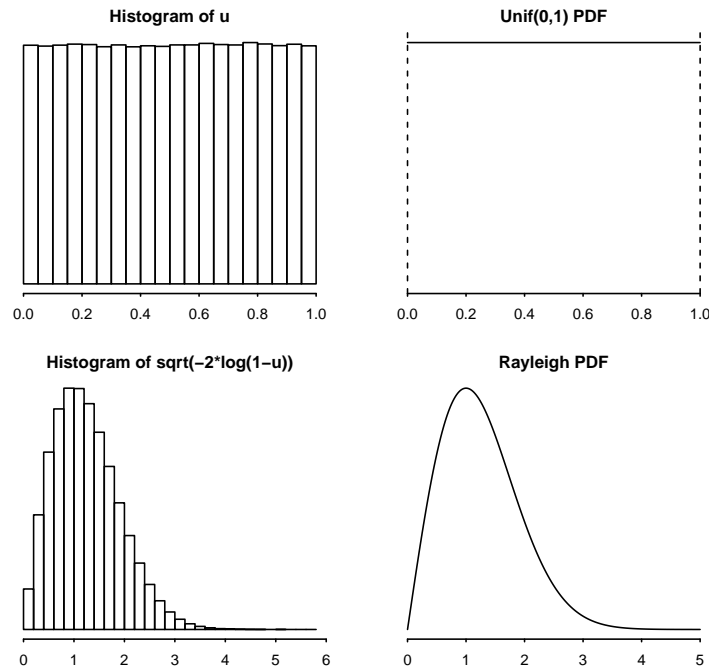 Histogram of u
0.0 0.2 0.4 0.6 0.8 1.0
Unif(0,1) PDF
0.0 0.2 0.4 0.6 0.8 1.0
Histogram of sqrt(−2*log(1−u))
0 1 2 3 4 5 6
Rayleigh PDF
0 1 2 3 4 5